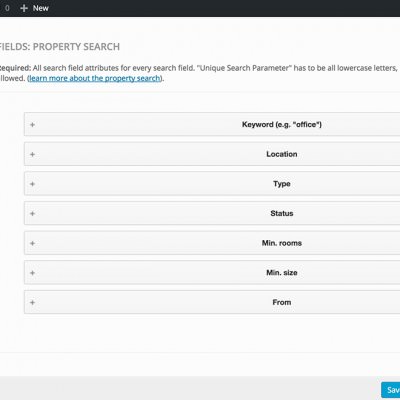 0 + New
FIELDS: PROPERTY SEARCH
Required: All search field attributes for every search field. "Unique Search Parameter" has to be all lowercase letters,
allowed. (learn more about the property search).
+ Keyword (e.g. "office")
+ Location
+ Type
+ Status
+ Min. rooms
+ Min. size
+ From
Sav